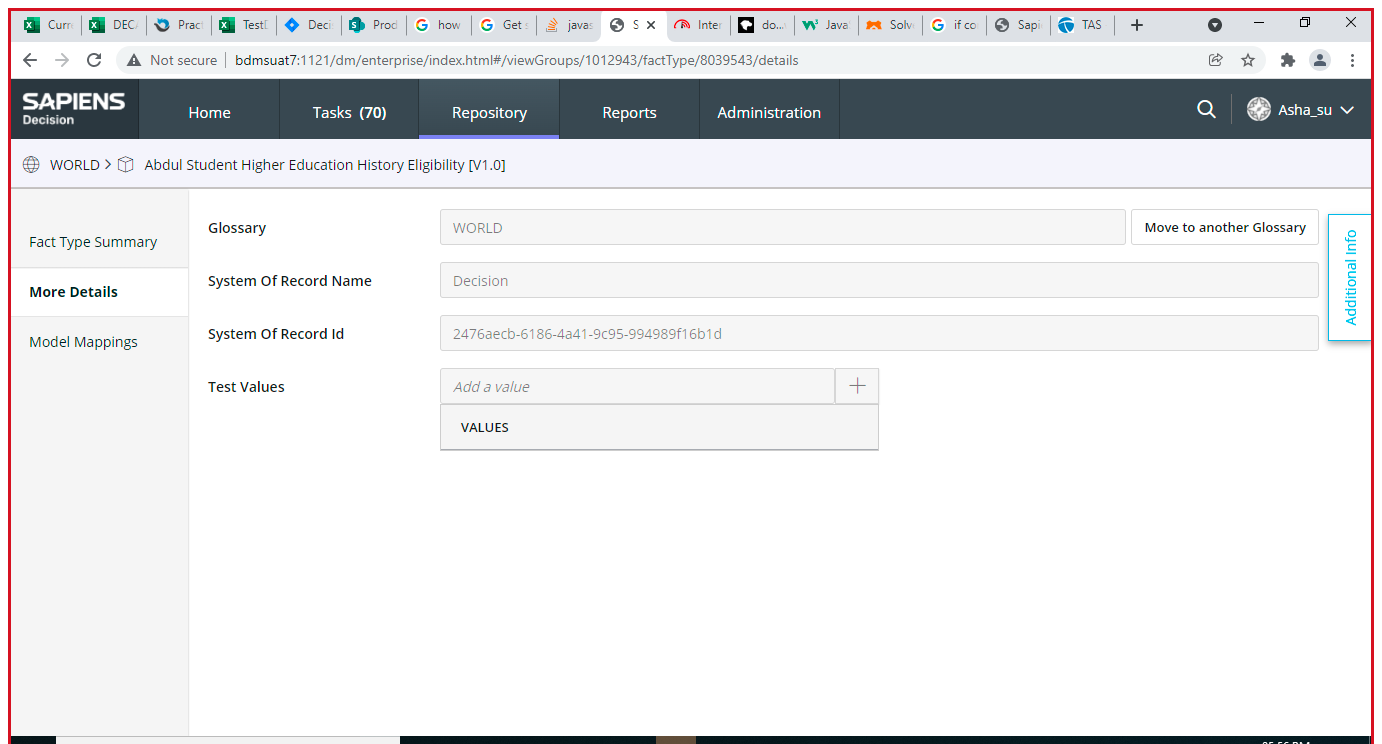 Curre DEC Pract Test Decis Prod how Get s javas S Inter do... Java Solv if co Sapi TAS
Not secure bdmsuat7:1121/dm/enterprise/index.html#/viewGroups/1012943/factType/8039543/details
SAPIENS
Decision
Home Tasks (70) Repository Reports Administration Asha_su
WORLD > Abdul Student Higher Education History Eligibility [V1.0]
Fact Type Summary
More Details
Model Mappings
Glossary WORLD Move to another Glossary
System Of Record Name Decision
System Of Record Id 2476aecb-6186-4a41-9c95-994989f16b1d
Test Values Add a value
VALUES
Additional Info